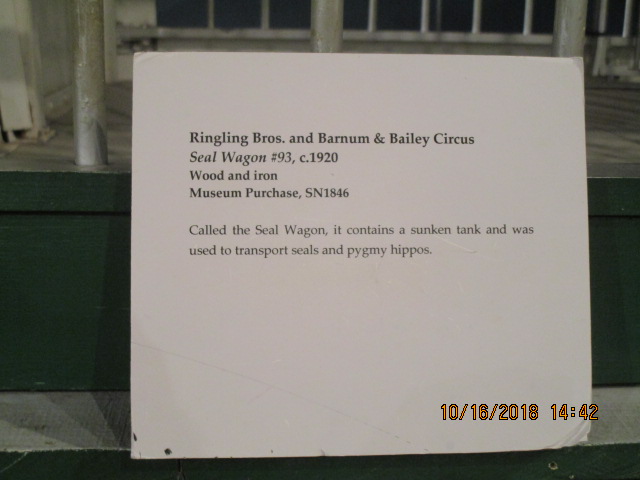 Ringling Bros. and Barnum & Bailey Circus
Seal Wagon #93, c.1920
Wood and iron
Museum Purchase, SN1846
Called the Seal Wagon, it contains a sunken tank and was
used to transport seals and pygmy hippos.
10/16/2018 14:42